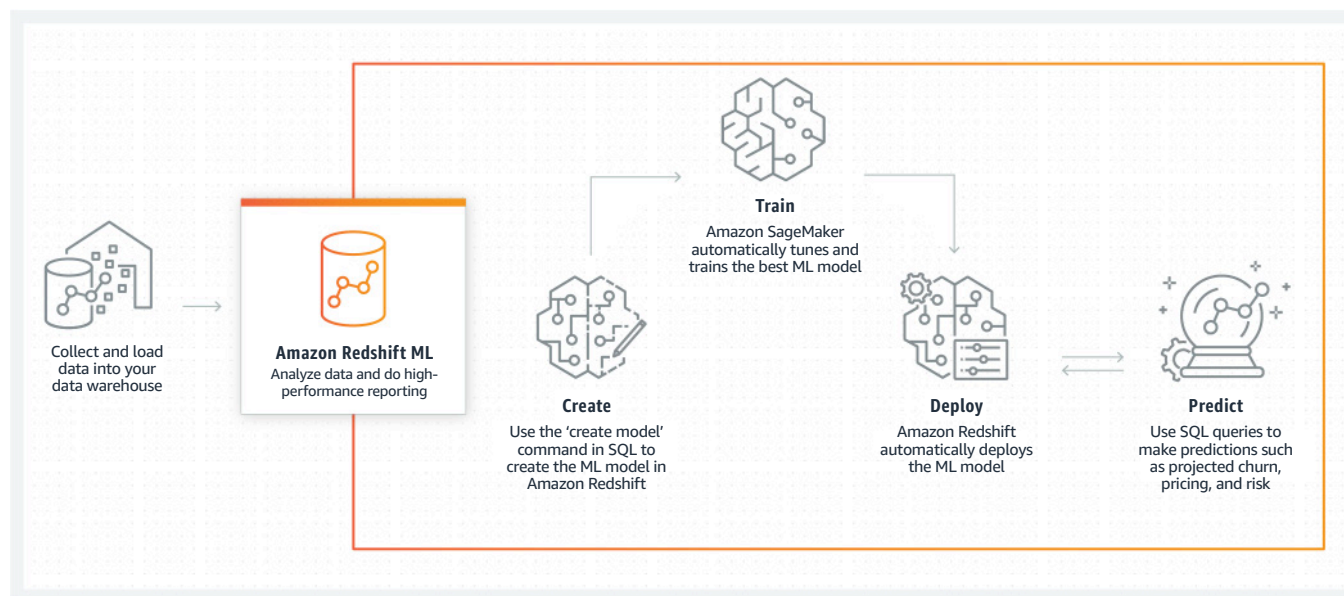 Collect and load
data into your
data warehouse
Amazon Redshift ML
Analyze data and do high-
performance reporting
Create
Use the ‘create model’
command in SQL to
create the ML model in
Amazon Redshift
Train
Amazon SageMaker
automatically tunes and
trains the best ML model
Deploy
Amazon Redshift
automatically deploys
the ML model
Predict
Use SQL queries to
make predictions such
as projected churn,
pricing, and risk